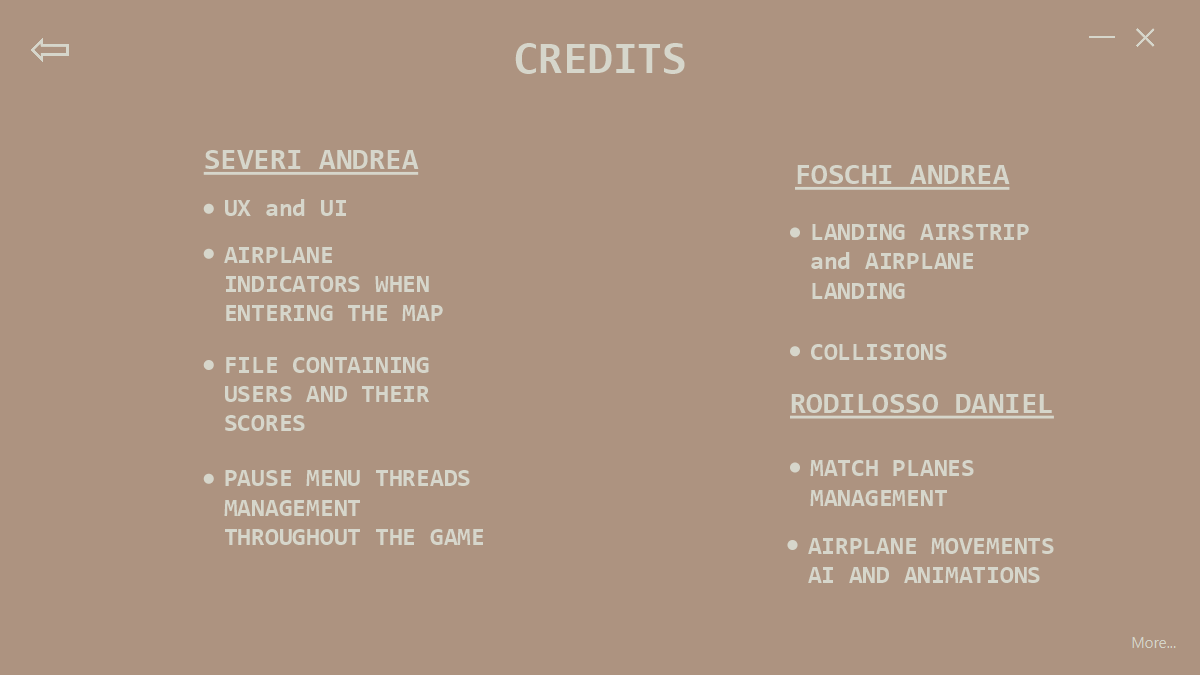 CREDITS
SEVERI ANDREA
UX and UI
AIRPLANE
INDICATORS WHEN
ENTERING THE MAP
FILE CONTAINING
USERS AND THEIR
SCORES
PAUSE MENU THREADS
MANAGEMENT
THROUGHOUT THE GAME
FOSCHI ANDREA
LANDING AIRSTRIP
and AIRPLANE
LANDING
COLLISIONS
RODILOSSO DANIEL
MATCH PLANES
MANAGEMENT
AIRPLANE MOVEMENTS
AI AND ANIMATIONS
More...